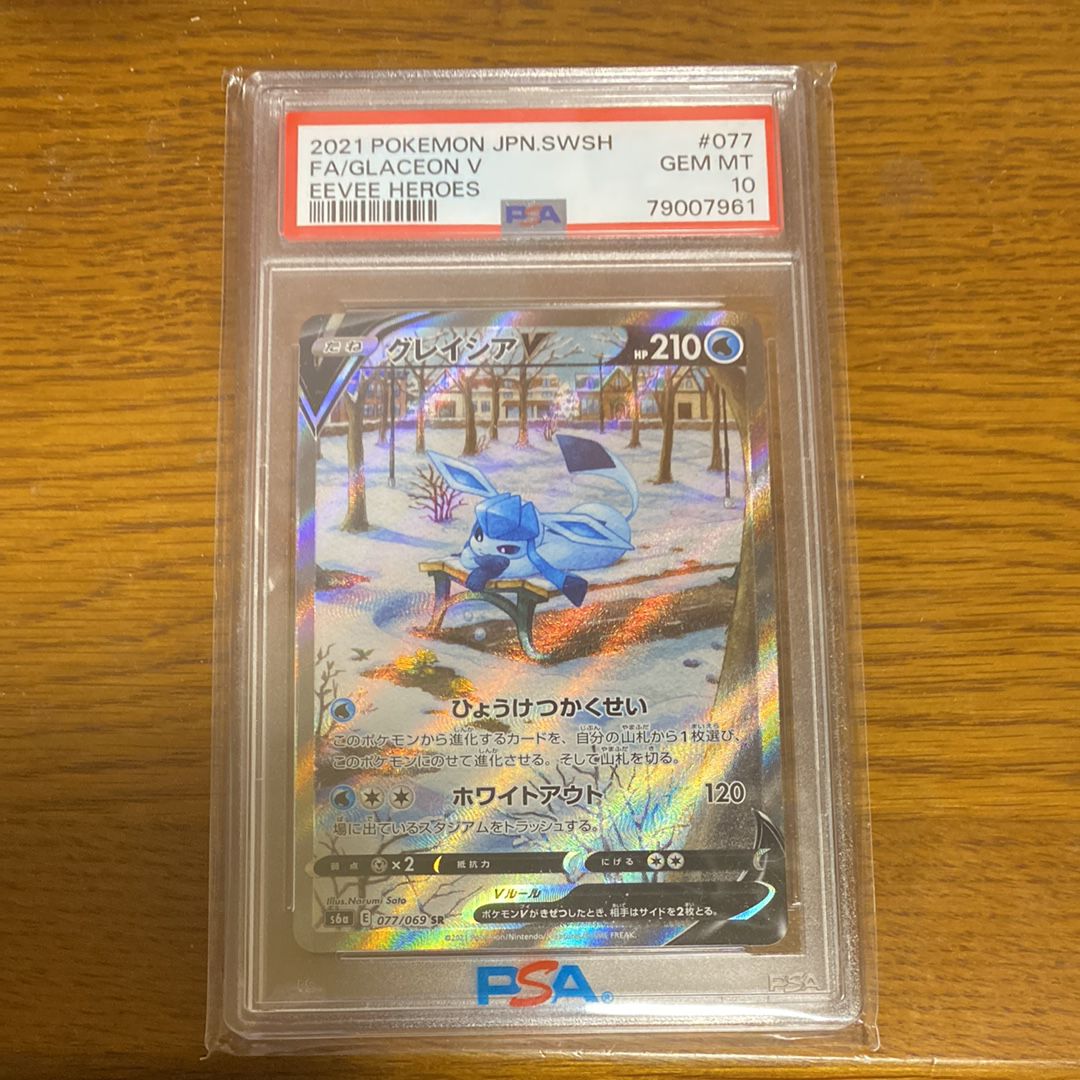 2021 POKEMON JPN.SWSH #077
FA/GLACEON V GEM MT
EEVEE HEROES 10
79007961
PSA
たね グレイシアV HP210
ひょうけつかくせい
このポケモンから進化するカードを、自分の山札から1枚選び、
このポケモンにのせて進化させる。そして山札を切る。
ホワイトアウト 120
場に出ているスタジアムをトラッシュする。
弱点 ×2 抵抗力 にげる
Vルール
Illus.Narumi Sato
ポケモンVがきぜつしたとき、相手はサイドを2枚とる。
s6a E 077/069 SR
©2021 Pokémon/Nintendo/ FREAK.
PSA®
PSA